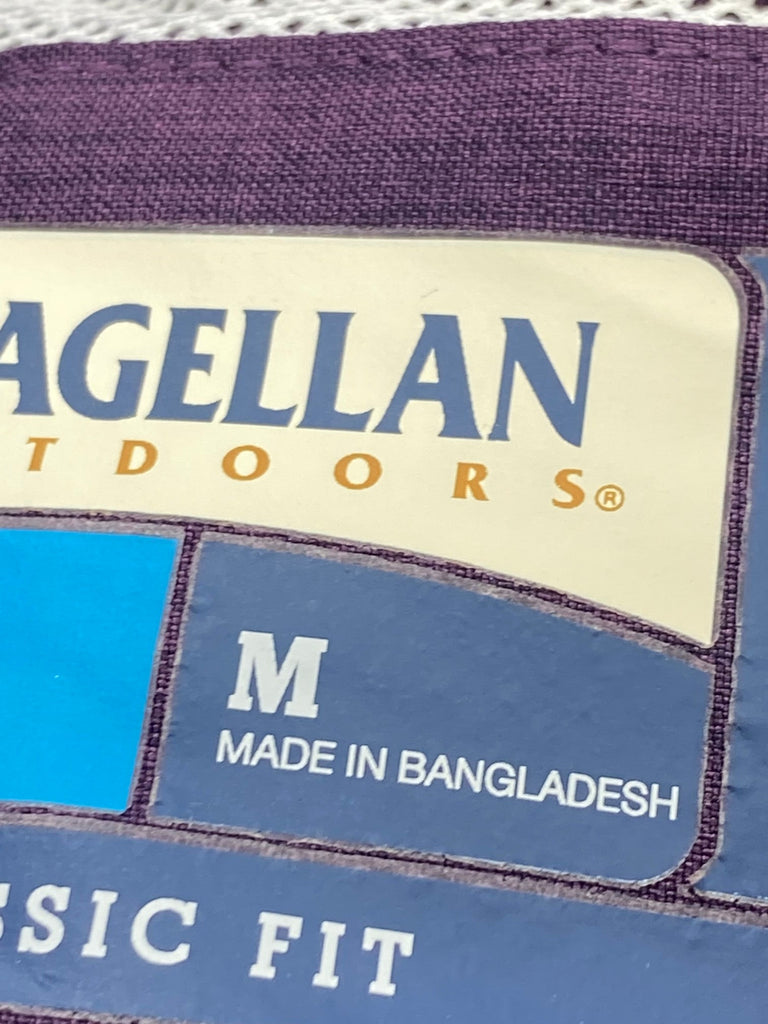 AGELLAN
TDOORS®
M
MADE IN BANGLADESH
SSIC FIT